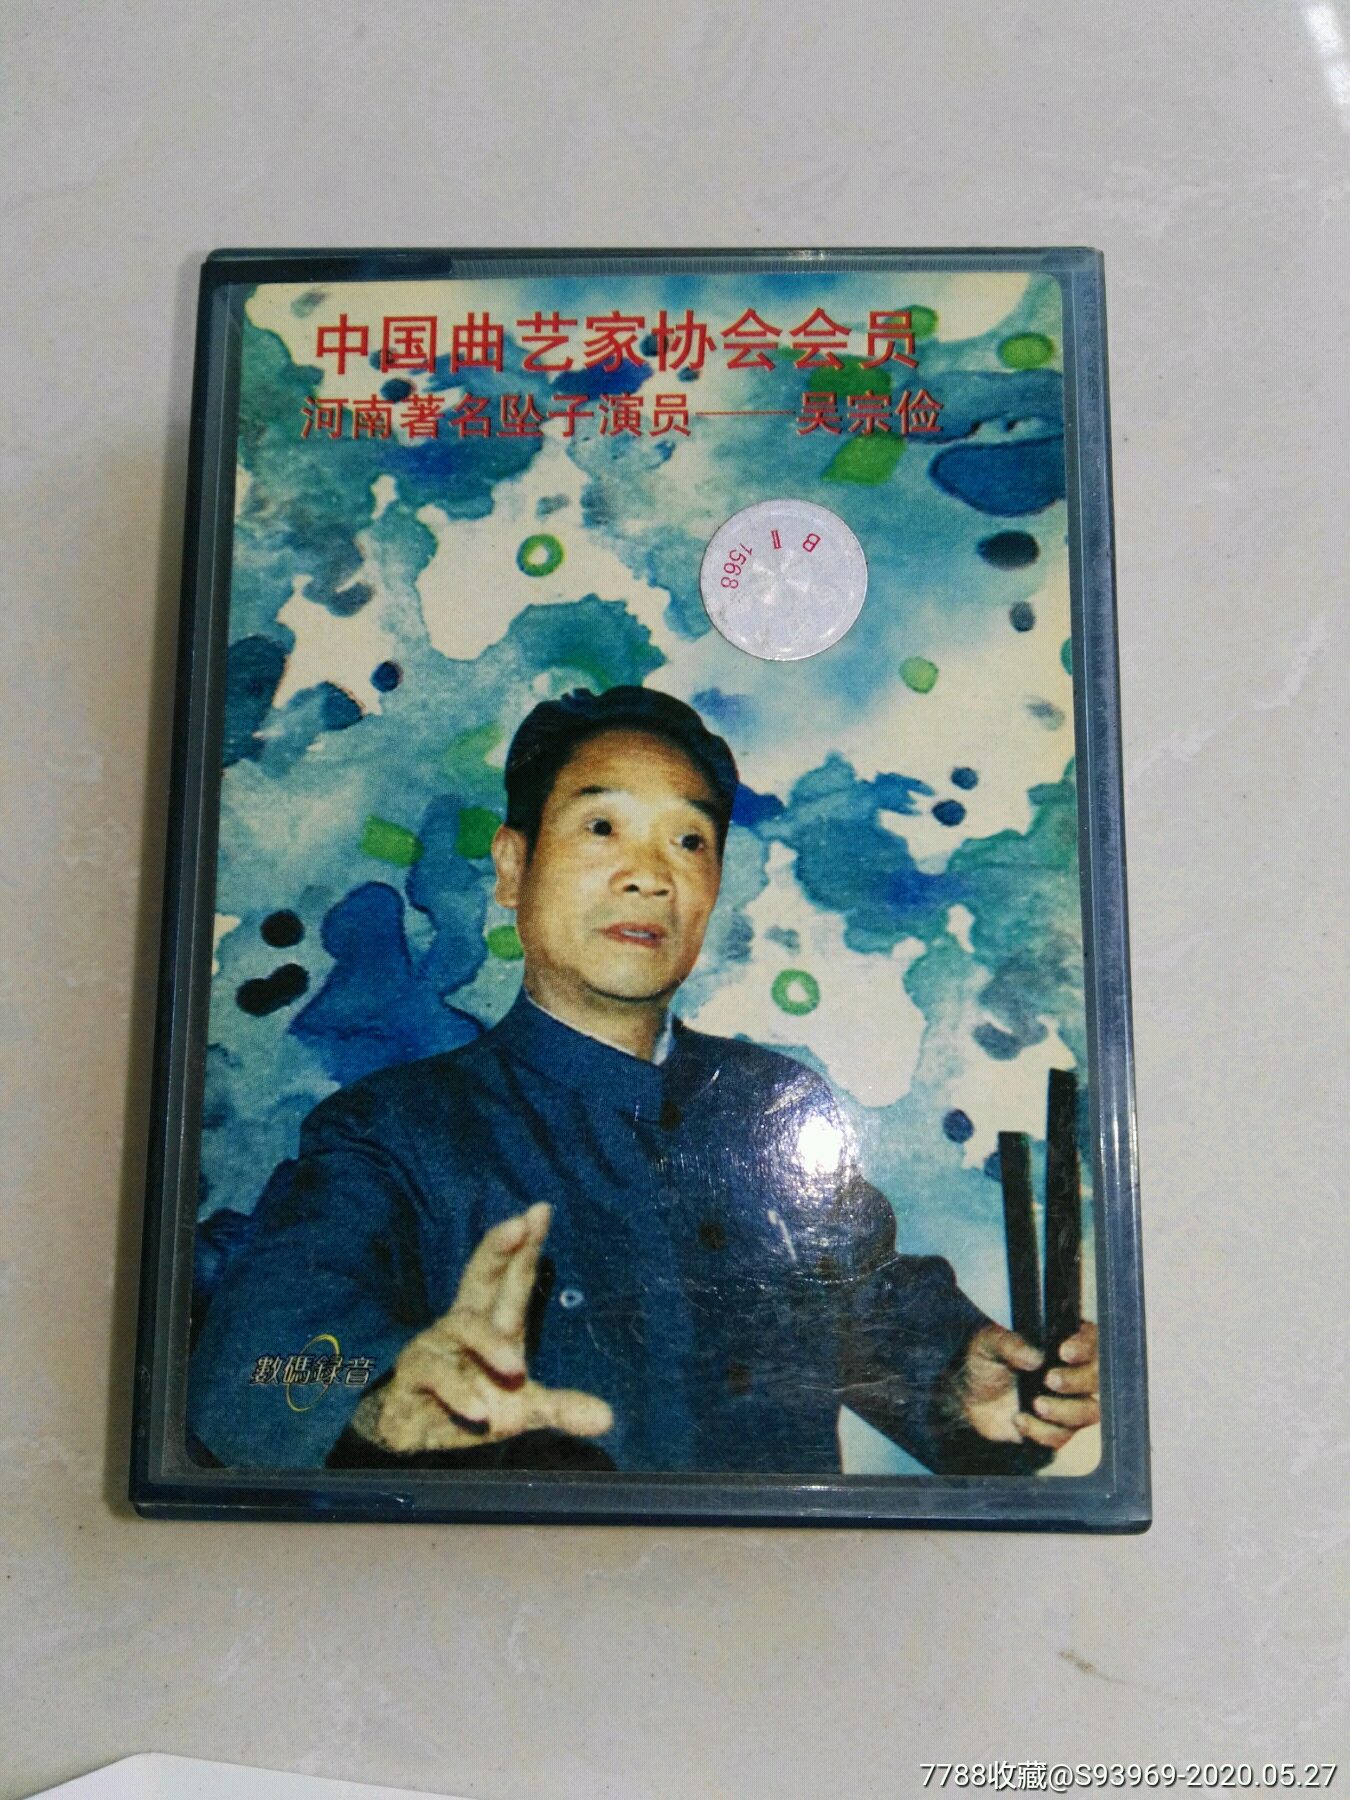 中国曲艺家协会会员
河南著名坠子演员——吴宗俭
8 II 1568
數碼録音
7788收藏@S93969-2020.05.27